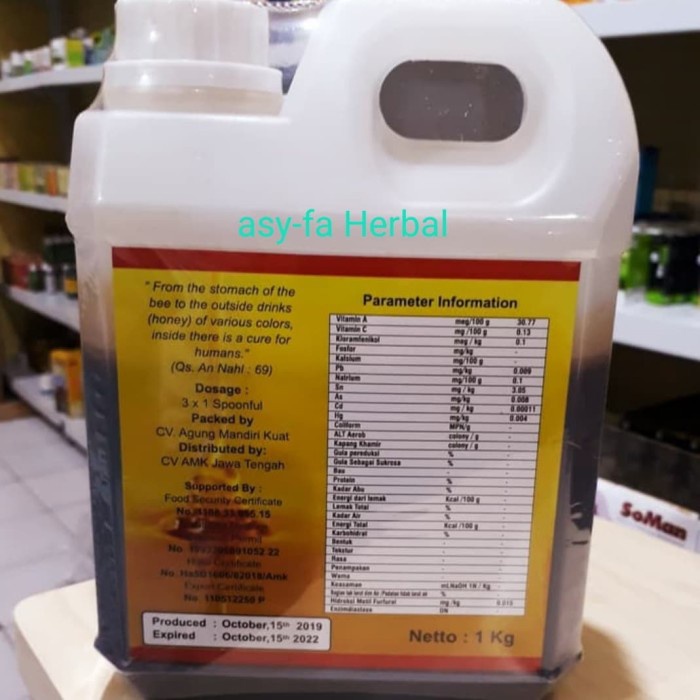 asy-fa Herbal
" From the stomach of the
bee to the outside drinks
(honey) of various colors,
inside there is a cure for
humans."
(Qs. An Nahl : 69)
Dosage :
3 x 1 Spoonful
Packed by
CV. Agung Mandiri Kuat
Distributed by:
CV AMK Jawa Tengah
Supported By :
Food Security Certificate
Produced : October,15th 2019
Expired : October,15th 2022
Parameter Information
Vitamin A mcg/100 g 30.77
Vitamin C mg/100 g 0.13
Kloramfenikol mcg / kg 0.1
Fosfor mg/kg -
Kalsium mg/100 g -
Pb mg/kg 0.009
Natrium mg/100 g 0.1
Sn mg / kg 3.05
As mg/kg 0.008
Cd mg / kg 0.00011
Hg mg/kg 0.004
Coliform MPN/g -
ALT Aerob colony / g -
Kapang Khamir colony / g -
Gula pereduksi % -
Gula Sebagai Sukrosa % -
Bau -
Protein % -
Kadar Abu % -
Energi dari lemak Kcal /100 g -
Lemak Total % -
Kadar Air % -
Energi Total Kcal /100 g -
Karbohidrat % -
Bentuk
Tekstur
Rasa
Penampakan
Warna
Keasaman
Hidroksi Metil Furfural mg /kg 0.015
Enzimdiastase DN
Netto : 1 Kg
SoMan